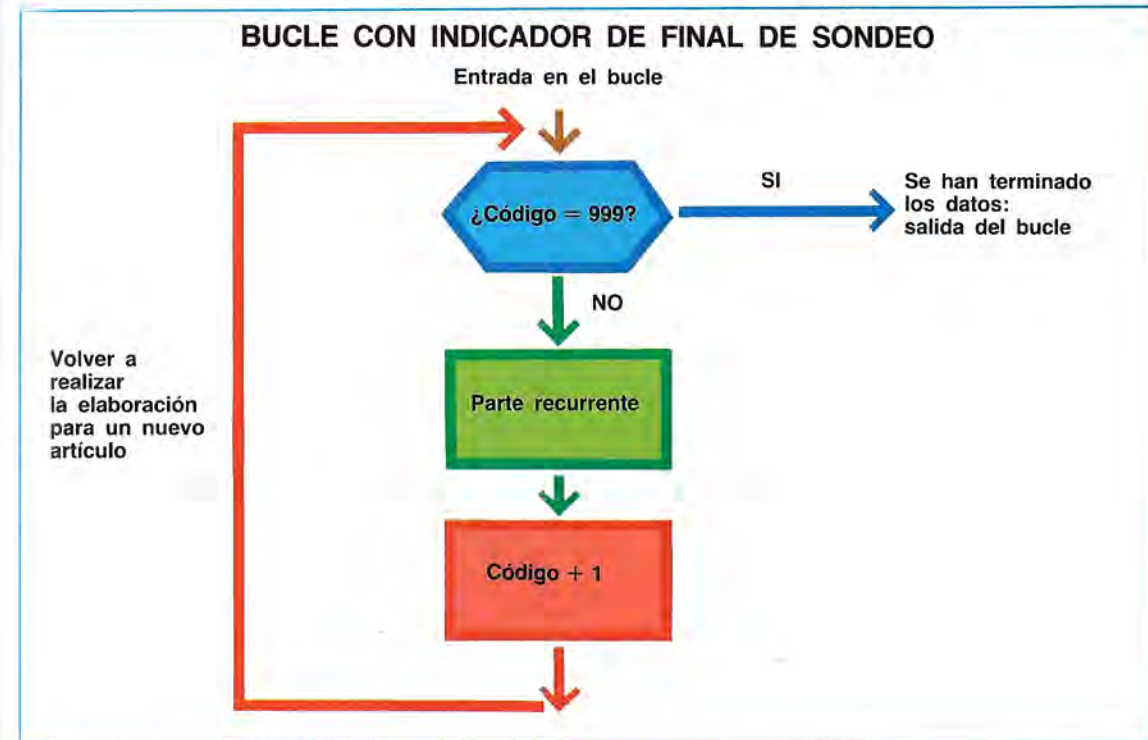 BUCLE CON INDICADOR DE FINAL DE SONDEO
Entrada en el bucle
¿Código = 999?
SI
Se han terminado
los datos:
salida del bucle
NO
Parte recurrente
Código + 1
Volver a
realizar
la elaboración
para un nuevo
artículo